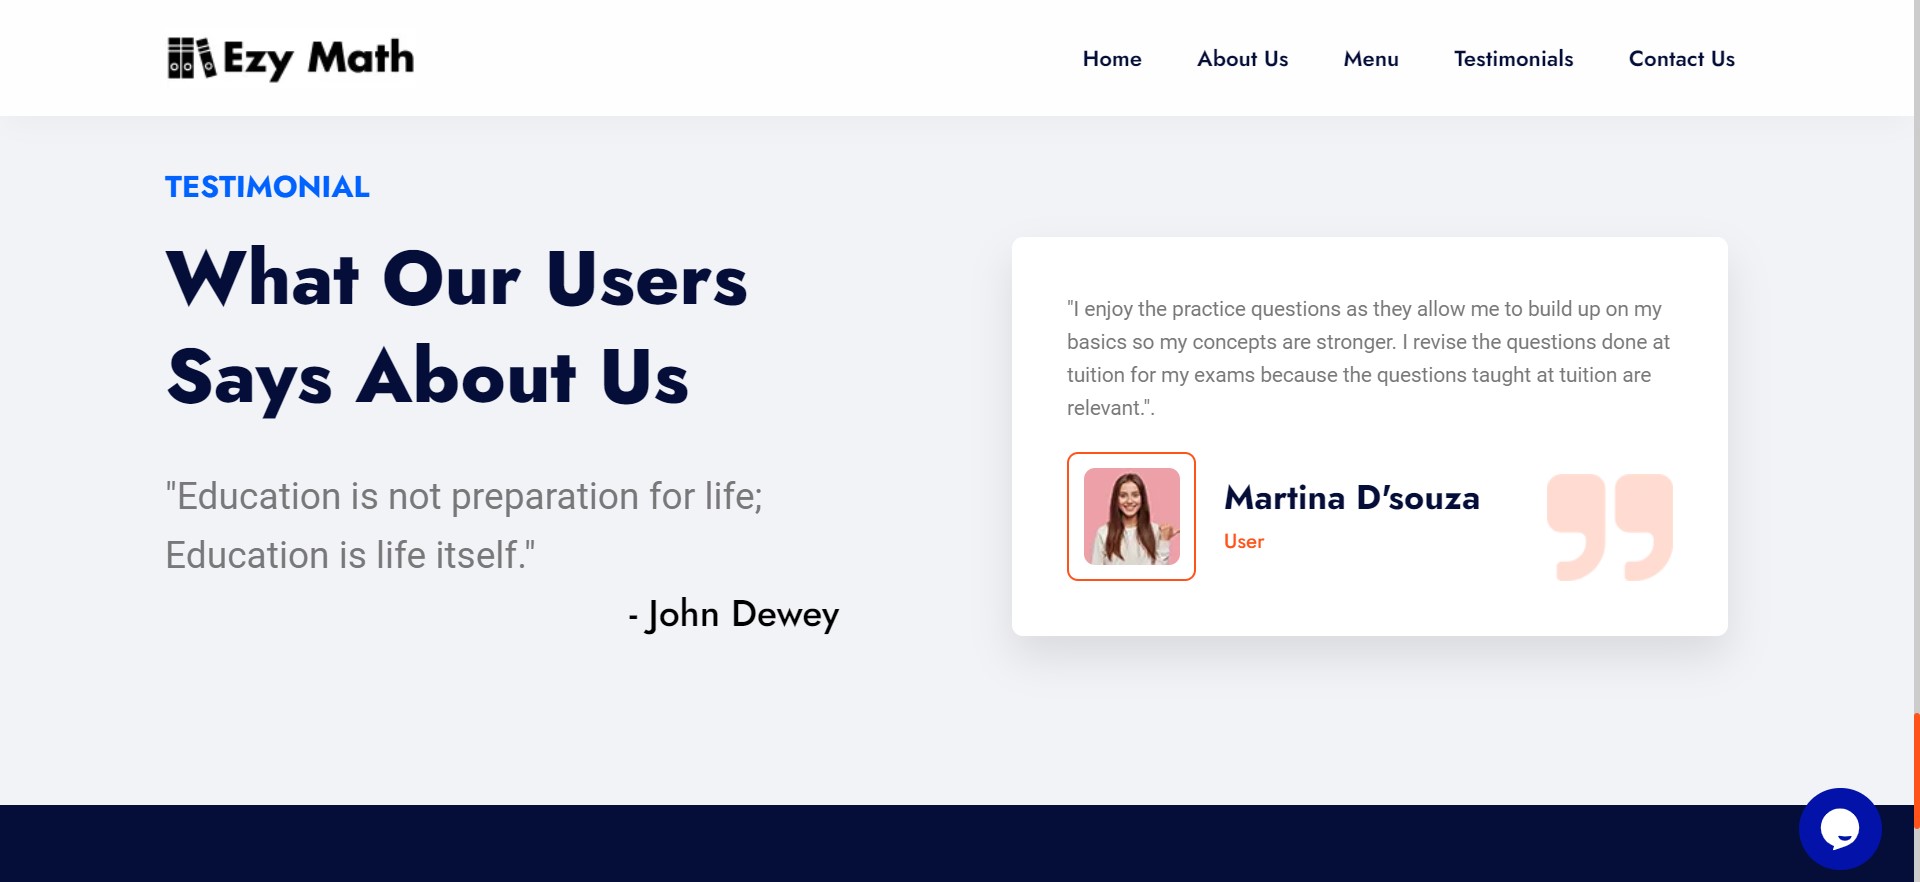 Ezy Math
Home
About Us
Menu
Testimonials
Contact Us
TESTIMONIAL
What Our Users
Says About Us
"Education is not preparation for life;
Education is life itself."
- John Dewey
"I enjoy the practice questions as they allow me to build up on my
basics so my concepts are stronger. I revise the questions done at
tuition for my exams because the questions taught at tuition are
relevant.".
Martina D'souza
User